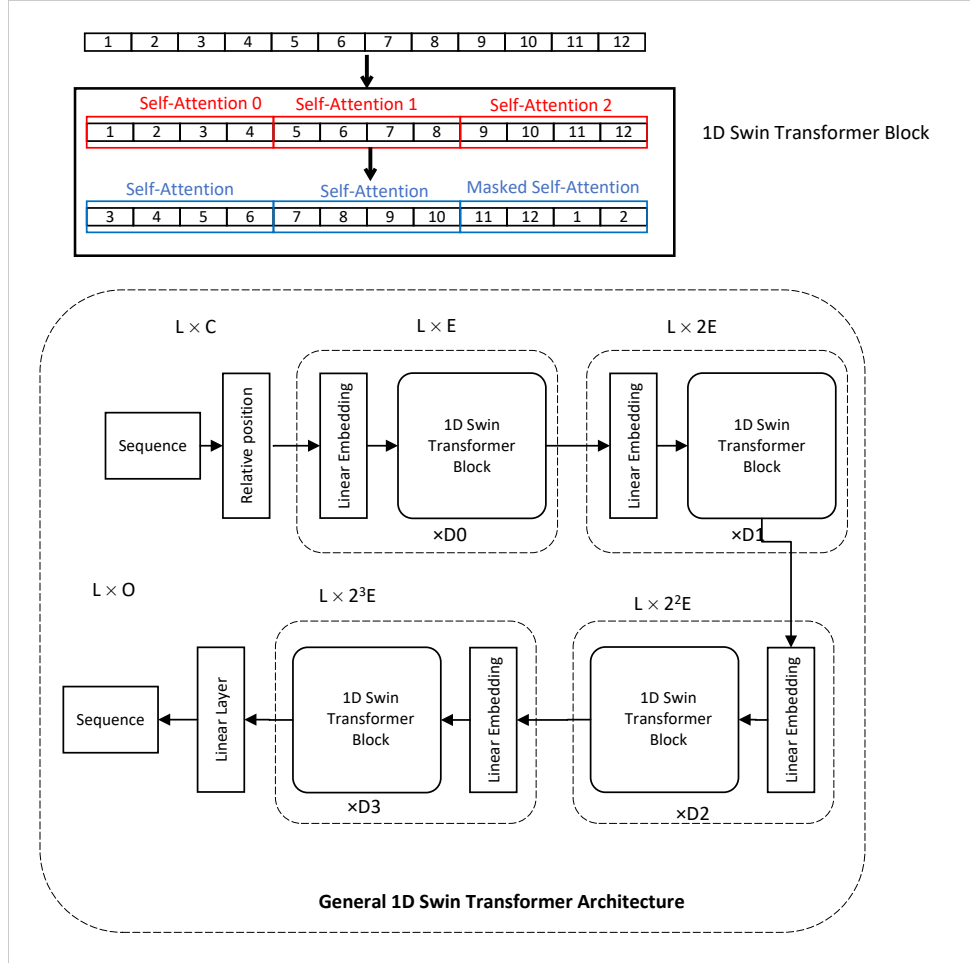 1 2 3 4 5 6 7 8 9 10 11 12
Self-Attention 0 Self-Attention 1 Self-Attention 2
1 2 3 4 5 6 7 8 9 10 11 12
1D Swin Transformer Block
Self-Attention Self-Attention Masked Self-Attention
3 4 5 6 7 8 9 10 11 12 1 2
L × C
L × E
L × 2E
Sequence
Relative position
Linear Embedding
1D Swin
Transformer
Block
×D0
Linear Embedding
1D Swin
Transformer
Block
×D1
L × O
L × 2³E
L × 2²E
Linear Embedding
1D Swin
Transformer
Block
×D2
Linear Embedding
1D Swin
Transformer
Block
×D3
Linear Layer
Sequence
General 1D Swin Transformer Architecture